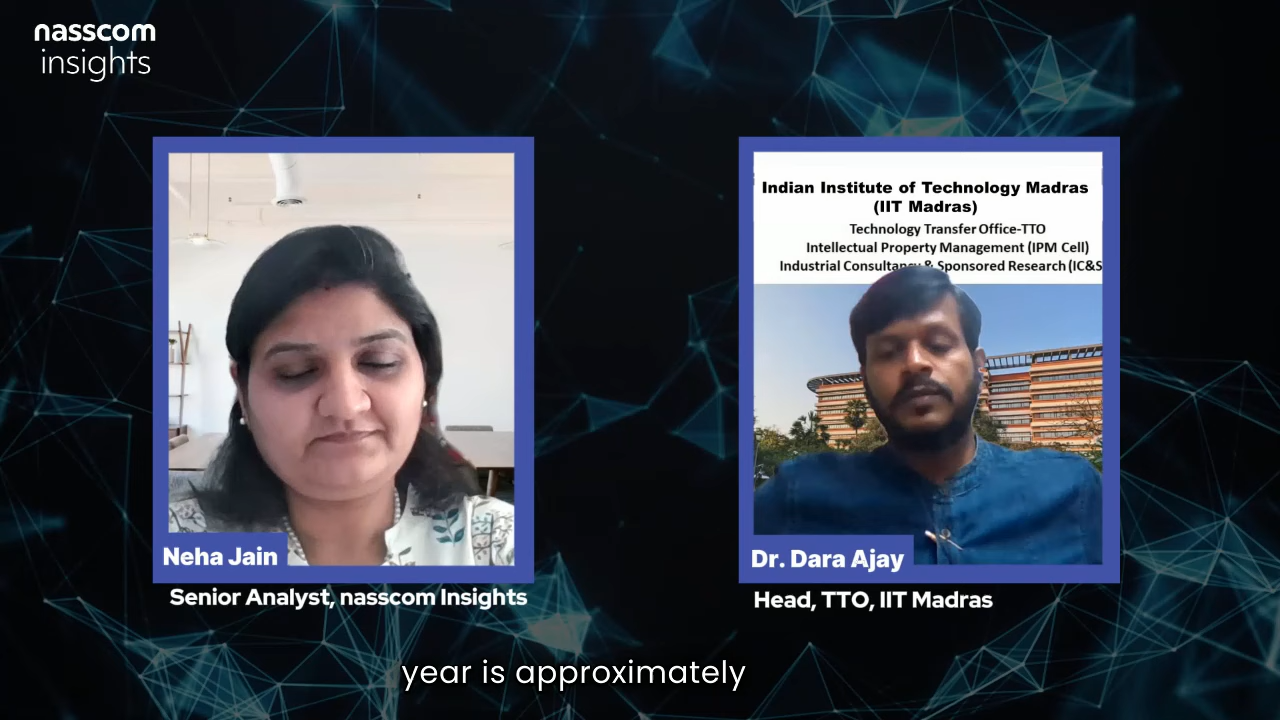 nasscom
insights
Indian Institute of Technology Madras
(IIT Madras)
Technology Transfer Office-TTO
Intellectual Property Management (IPM Cell)
Industrial Consultancy & Sponsored Research (IC&S
Neha Jain
Senior Analyst, nasscom Insights
Dr. Dara Ajay
Head, TTO, IIT Madras
year is approximately